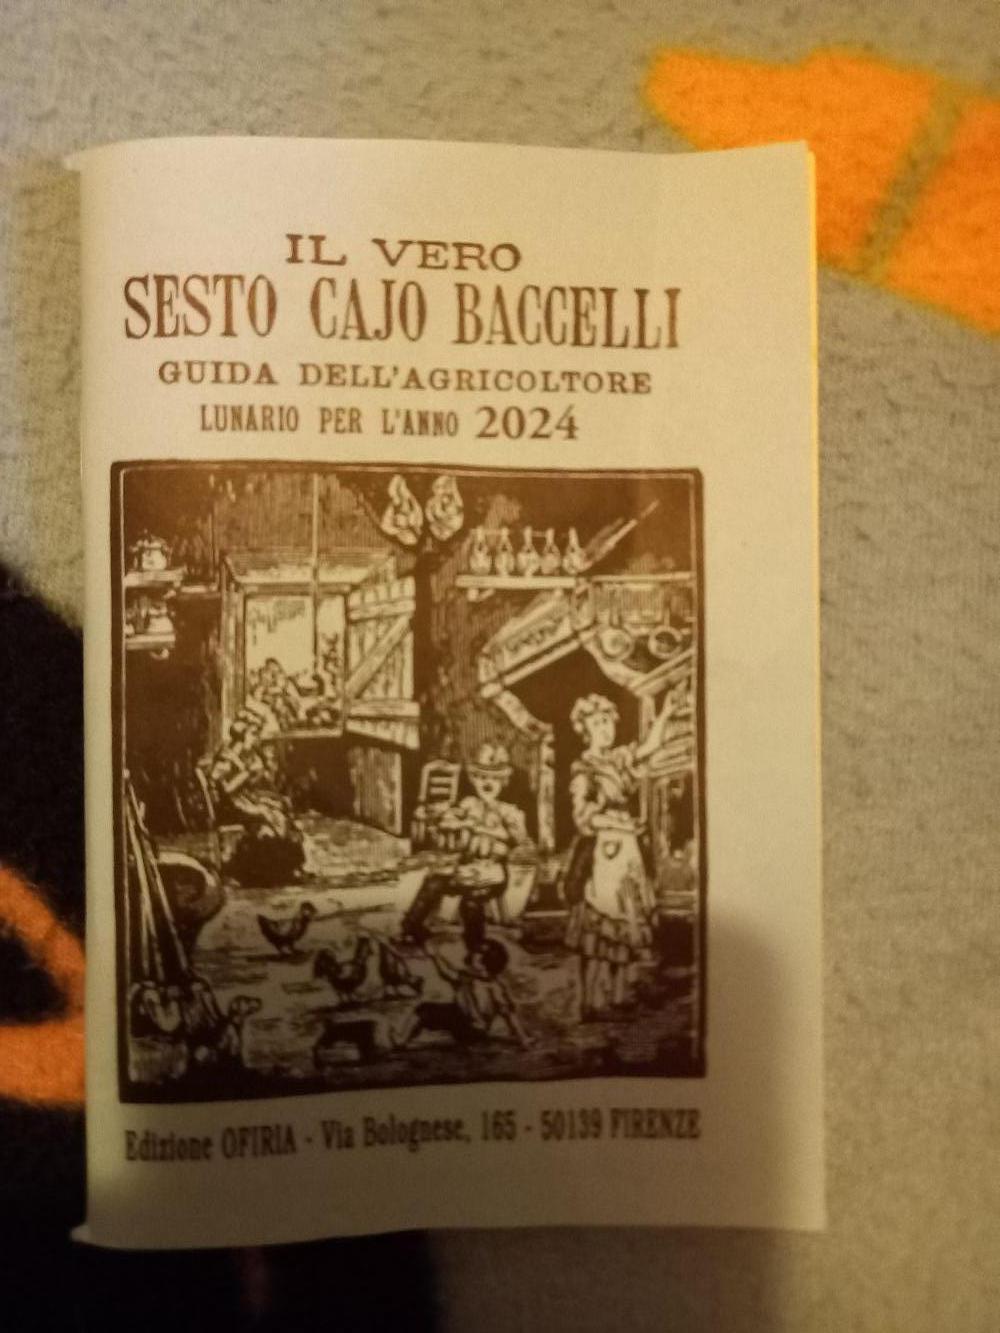 IL VERO
SESTO CAJO BACCELLI
GUIDA DELL'AGRICOLTORE
LUNARIO PER L'ANNO 2024
Edizione OFIRIA - Via Bolognese, 165 - 50139 FIRENZE